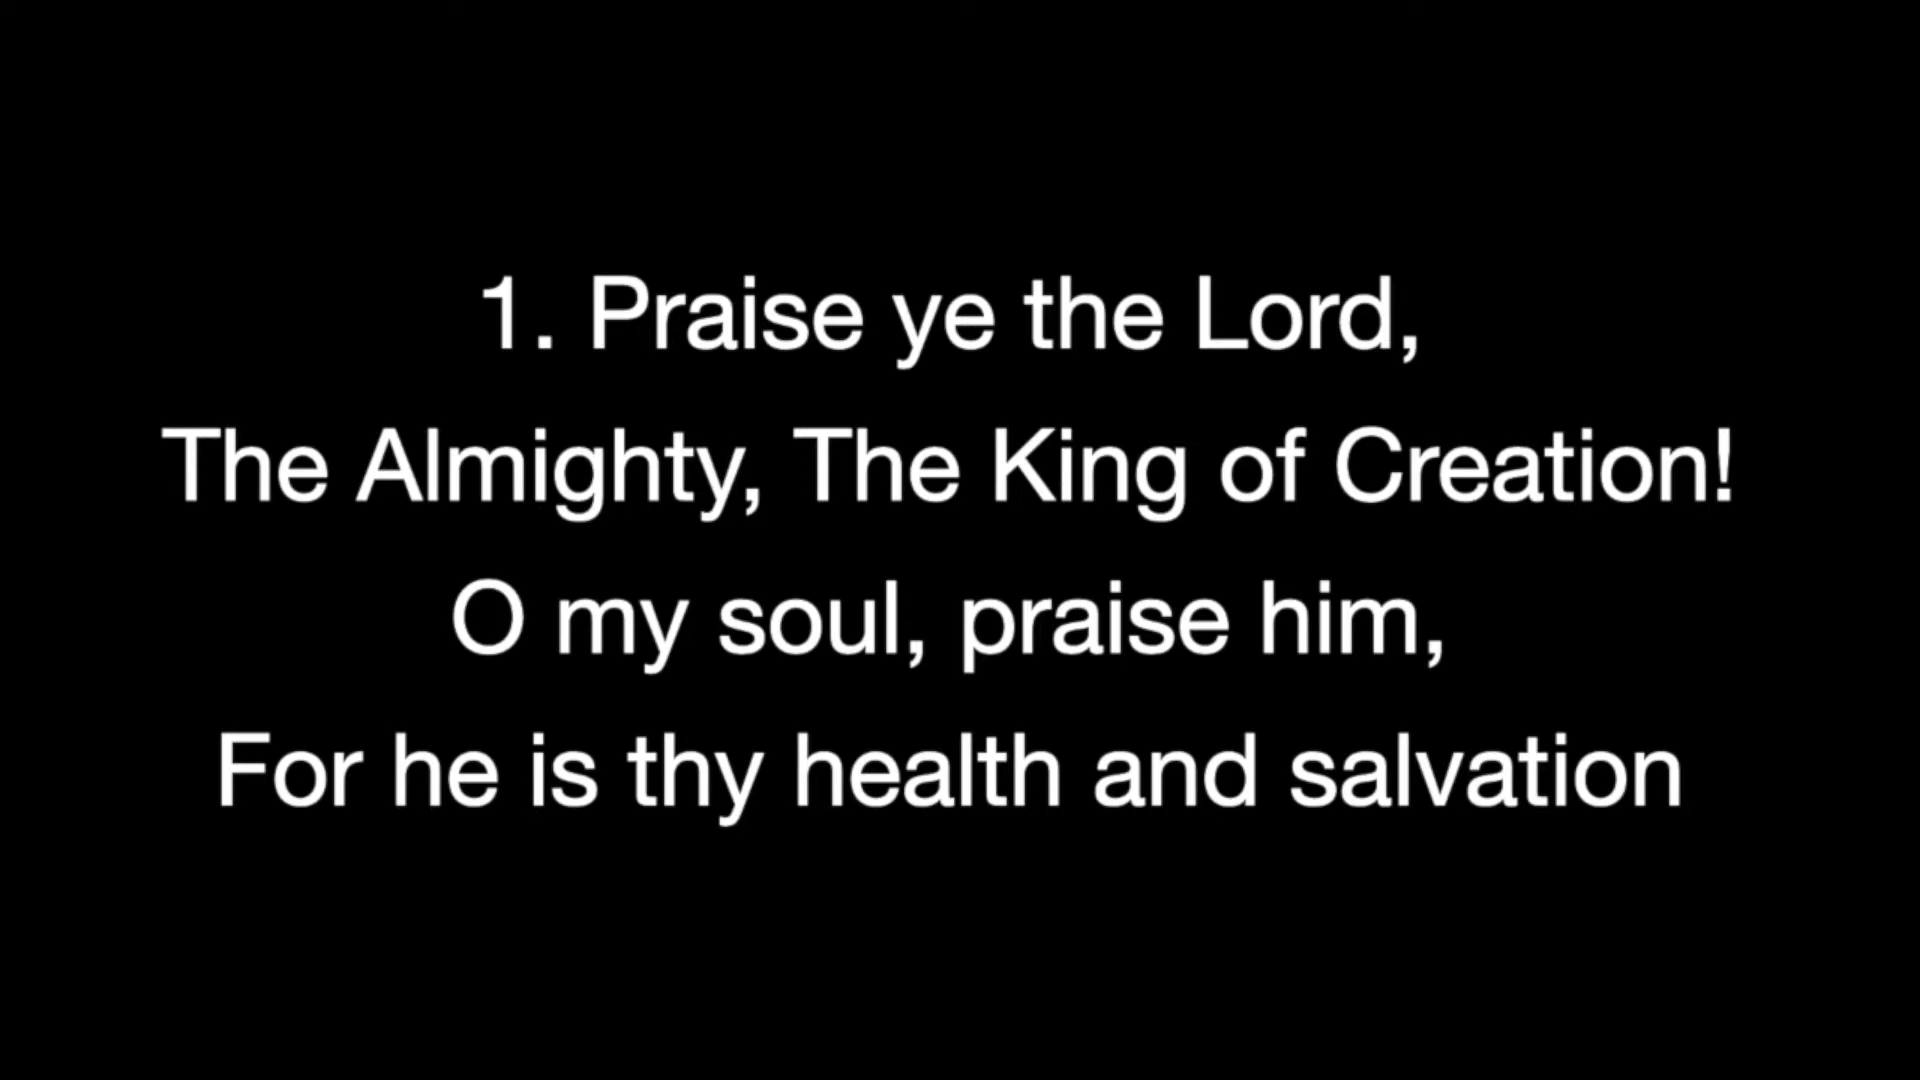 1. Praise ye the Lord,
The Almighty, The King of Creation!
O my soul, praise him,
For he is thy health and salvation